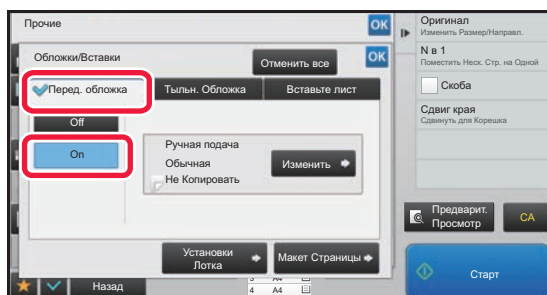 Прочие
OK
Обложки/Вставки
Отменить все
OK
Перед. обложка
Тыльн. Обложка
Вставьте лист
Off
On
Ручная подача
Обычная
Не Копировать
Изменить
Установки
Лотка
Макет Страницы
Назад
4 A4
Оригинал
Изменить Размер/Направл.
N в 1
Поместить Неск. Стр. на Одной
Скоба
Сдвиг края
Сдвинуть для Корешка
Предварит.
Просмотр
CA
Старт